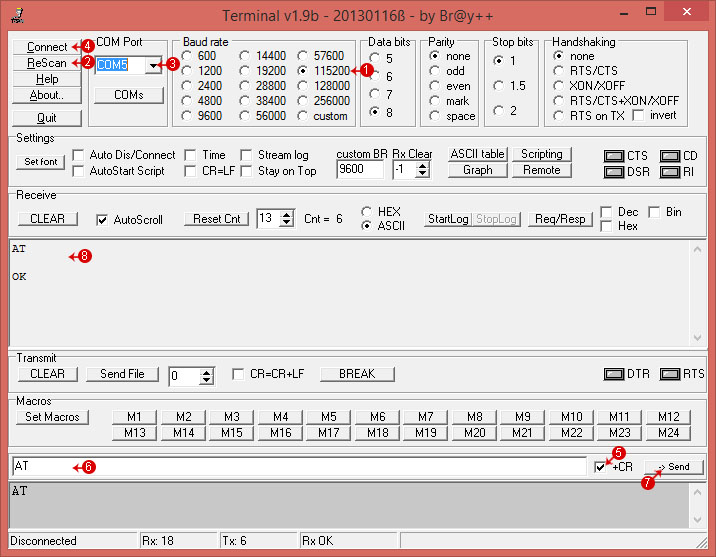 Terminal v1.9b - 20130116ß - by Br@y++
Connect 4
ReScan 2
Help
About..
Quit
COM Port
COM5 3
COMs
Baud rate
600 14400 57600
1200 19200 115200 1
2400 28800 128000
4800 38400 256000
9600 56000 custom
Data bits
5
6
7
8
Parity
none
odd
even
mark
space
Stop bits
1
1.5
2
Handshaking
none
RTS/CTS
XON/XOFF
RTS/CTS+XON/XOFF
RTS on TX invert
Settings
Set font
Auto Dis/Connect Time Stream log
AutoStart Script CR=LF Stay on Top
custom BR Rx Clear
9600 -1
ASCII table Scripting
Graph Remote
CTS CD
DSR RI
Receive
CLEAR AutoScroll Reset Cnt 13 Cnt = 6
HEX
ASCII
StartLog StopLog Req/Resp
Dec Bin
Hex
AT
8
OK
Transmit
CLEAR Send File 0 CR=CR+LF BREAK DTR RTS
Macros
Set Macros
M1 M2 M3 M4 M5 M6 M7 M8 M9 M10 M11 M12
M13 M14 M15 M16 M17 M18 M19 M20 M21 M22 M23 M24
AT 6 5 +CR -> Send
7
AT
Disconnected Rx: 18 Tx: 6 Rx OK